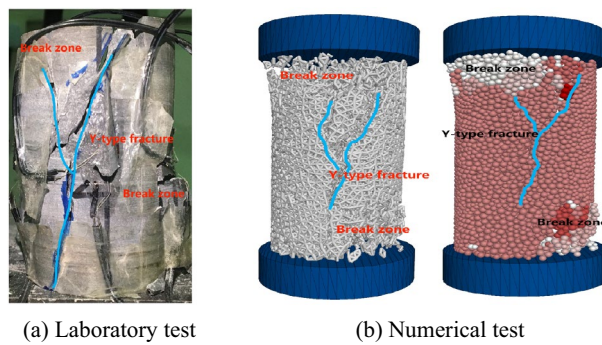 Break zone
Y-type fracture
Break zone
Break zone
Y-type fracture
Break zone
Break zone
Y-type fracture
Break zone
(a) Laboratory test
(b) Numerical test